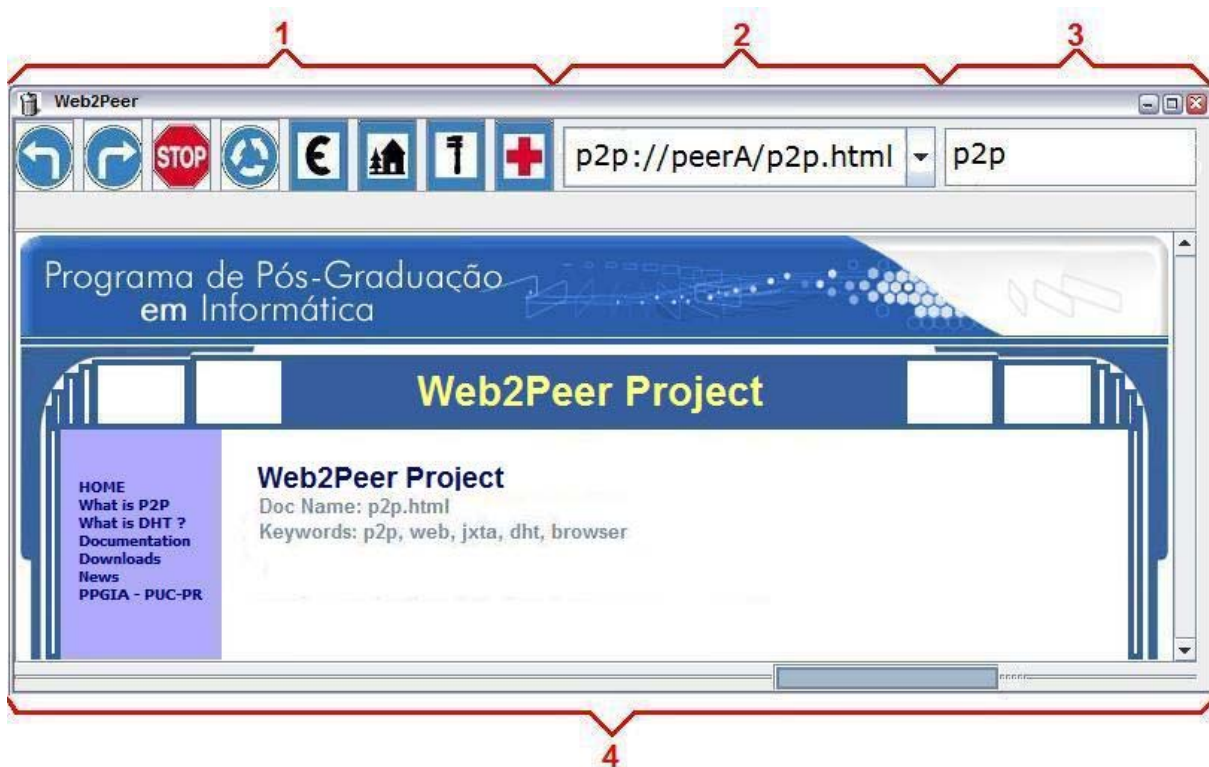 1 2 3
Web2Peer
STOP € p2p://peerA/p2p.html p2p
Programa de Pós-Graduação
em Informática
Web2Peer Project
Web2Peer Project
Doc Name: p2p.html
Keywords: p2p, web, jxta, dht, browser
HOME
What is P2P
What is DHT ?
Documentation
Downloads
News
PPGIA - PUC-PR
4